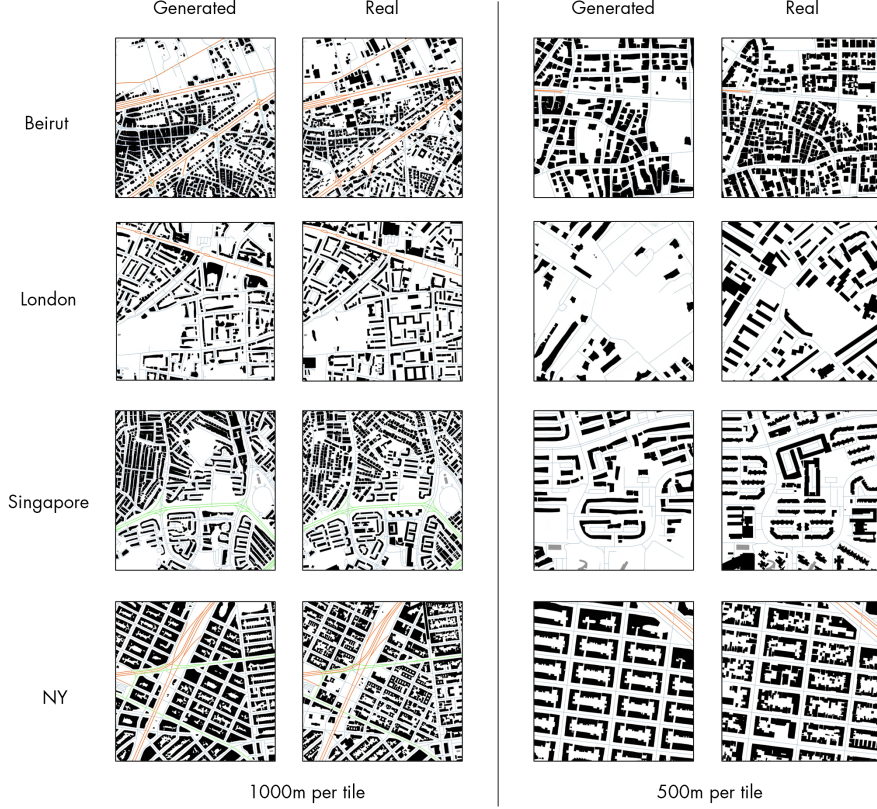 Generated Real Generated Real
Beirut
London
Singapore
NY
1000m per tile 500m per tile